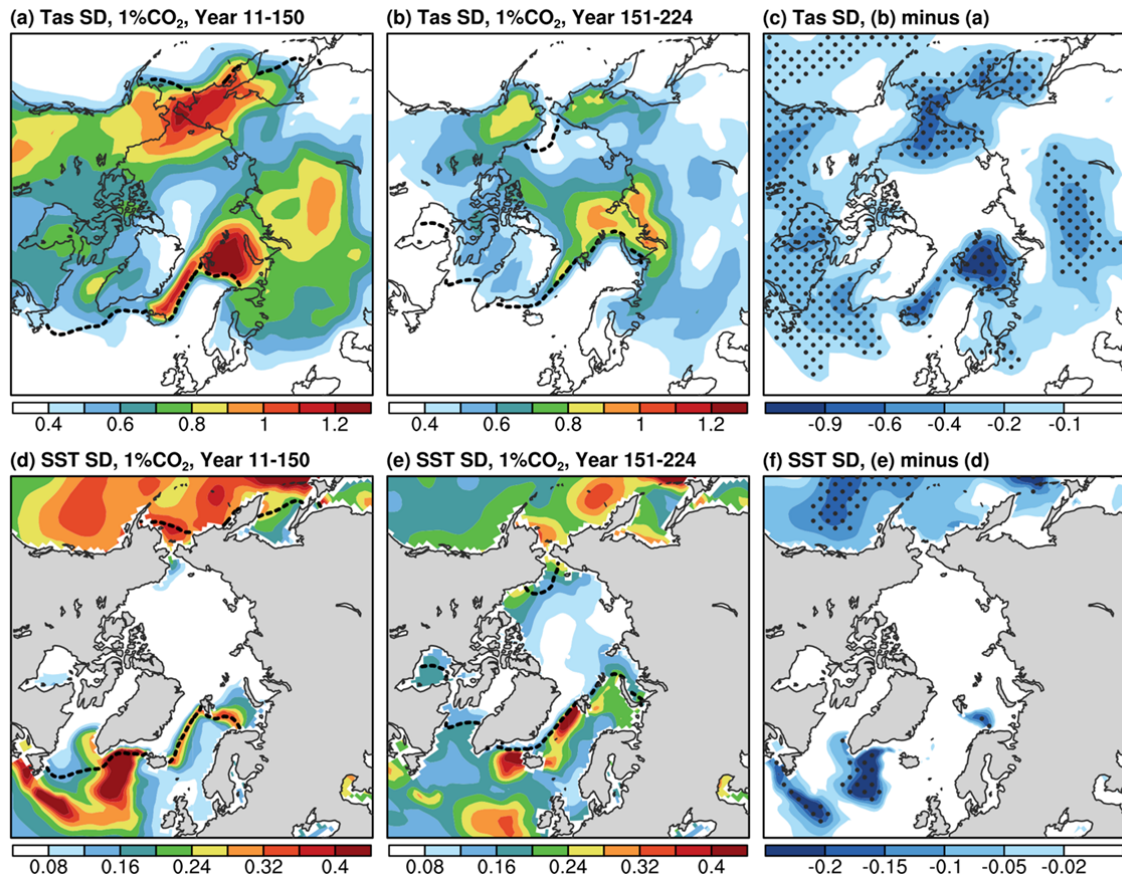 (a) Tas SD, 1%CO₂, Year 11-150
(b) Tas SD, 1%CO₂, Year 151-224
(c) Tas SD, (b) minus (a)
0.4 0.6 0.8 1 1.2
0.4 0.6 0.8 1 1.2
-0.9 -0.6 -0.4 -0.2 -0.1
(d) SST SD, 1%CO₂, Year 11-150
(e) SST SD, 1%CO₂, Year 151-224
(f) SST SD, (e) minus (d)
0.08 0.16 0.24 0.32 0.4
0.08 0.16 0.24 0.32 0.4
-0.2 -0.15 -0.1 -0.05 -0.02